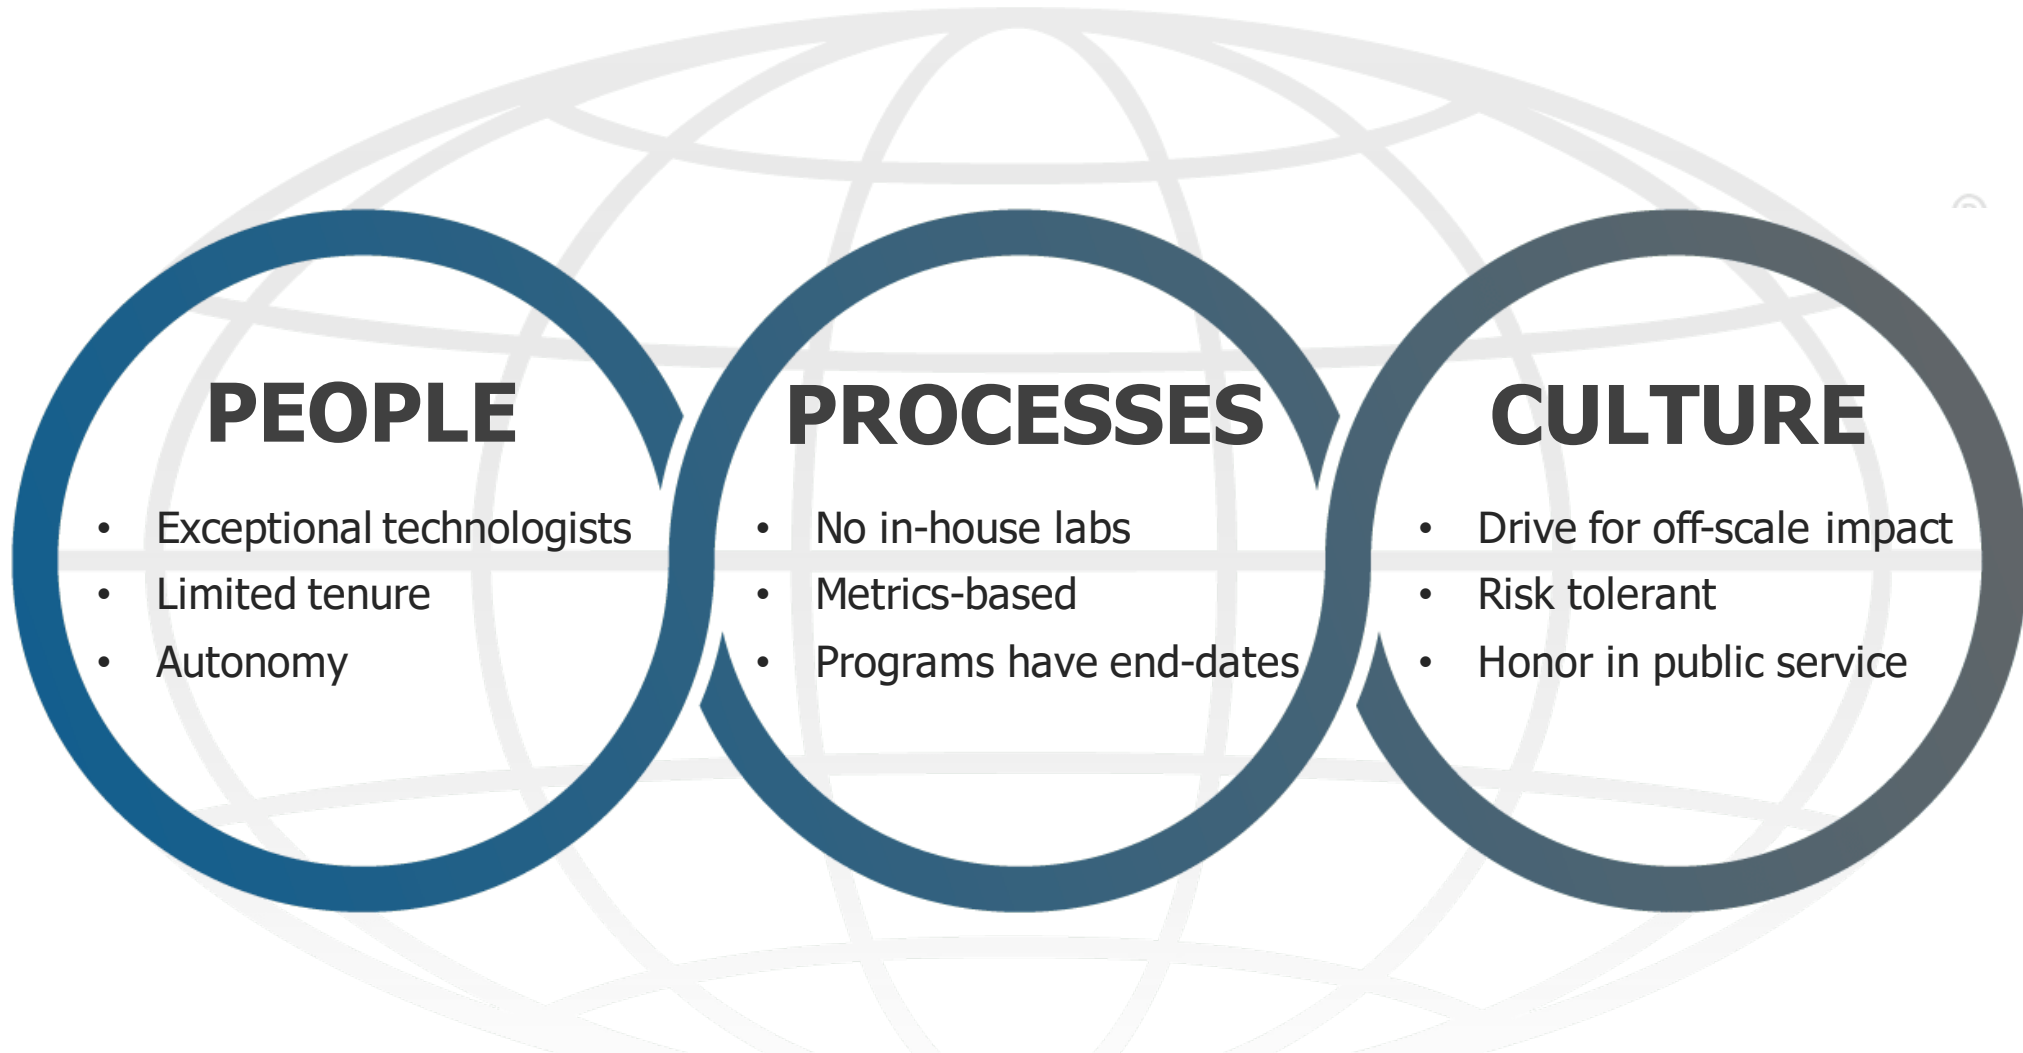 PEOPLE
• Exceptional technologists
• Limited tenure
• Autonomy
PROCESSES
• No in-house labs
• Metrics-based
• Programs have end-dates
CULTURE
• Drive for off-scale impact
• Risk tolerant
• Honor in public service